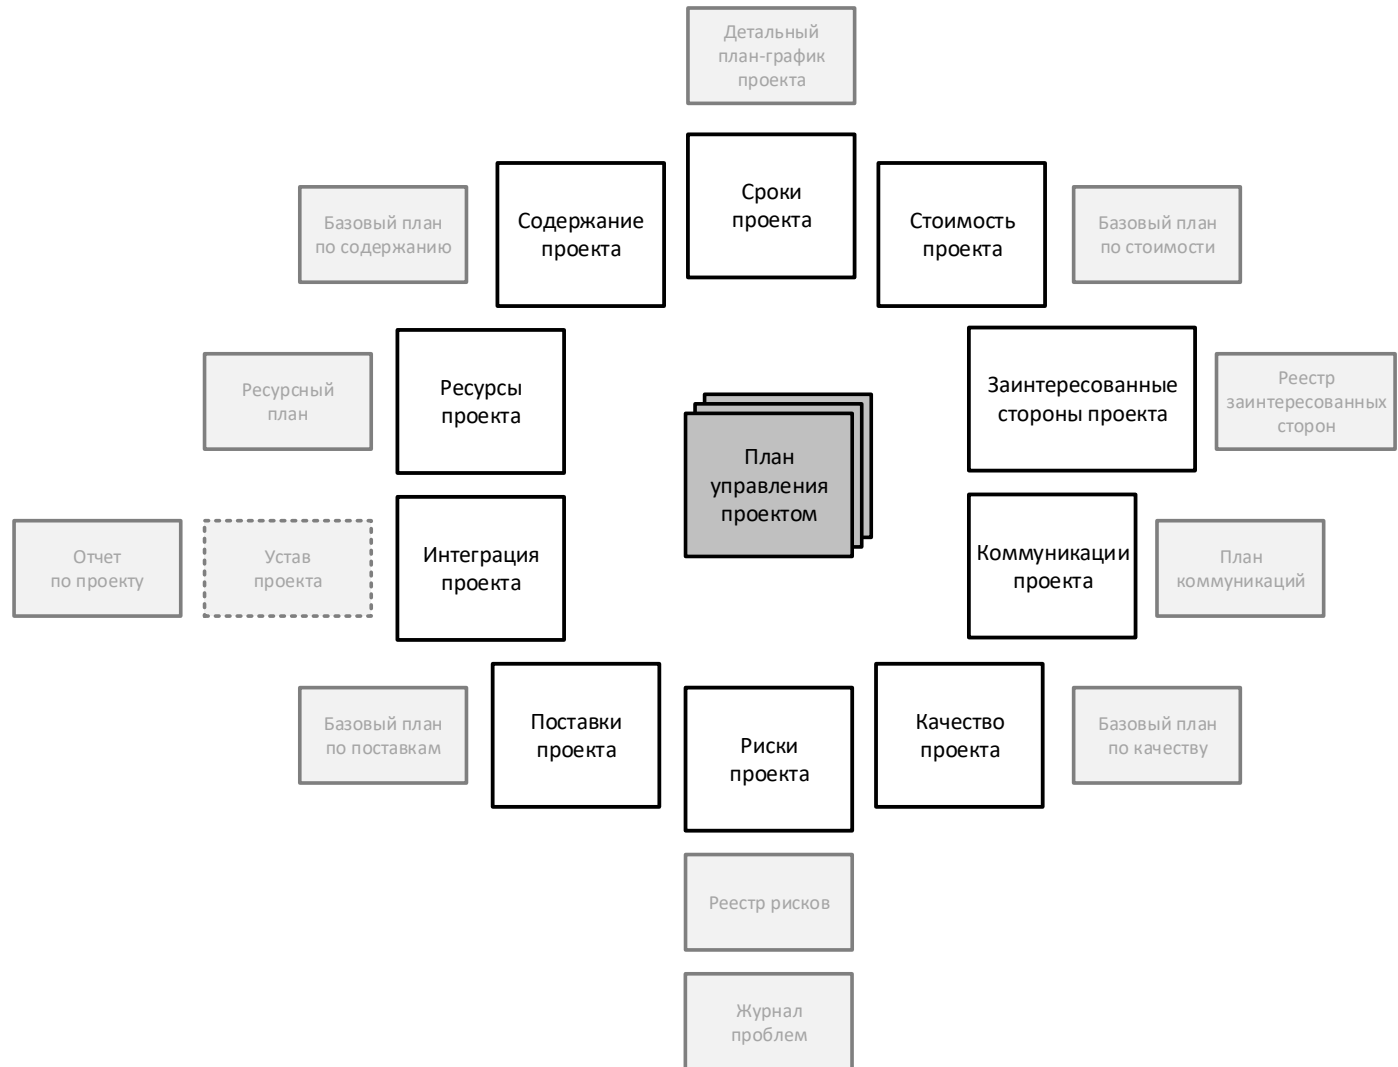 Детальный
план-график
проекта
Сроки
проекта
Содержание
проекта
Стоимость
проекта
Базовый план
по содержанию
Базовый план
по стоимости
Ресурсный
план
Ресурсы
проекта
Заинтересованные
стороны проекта
Реестр
заинтересованных
сторон
План
управления
проектом
Отчет
по проекту
Устав
проекта
Интеграция
проекта
Коммуникации
проекта
План
коммуникаций
Базовый план
по поставкам
Поставки
проекта
Риски
проекта
Качество
проекта
Базовый план
по качеству
Реестр рисков
Журнал
проблем